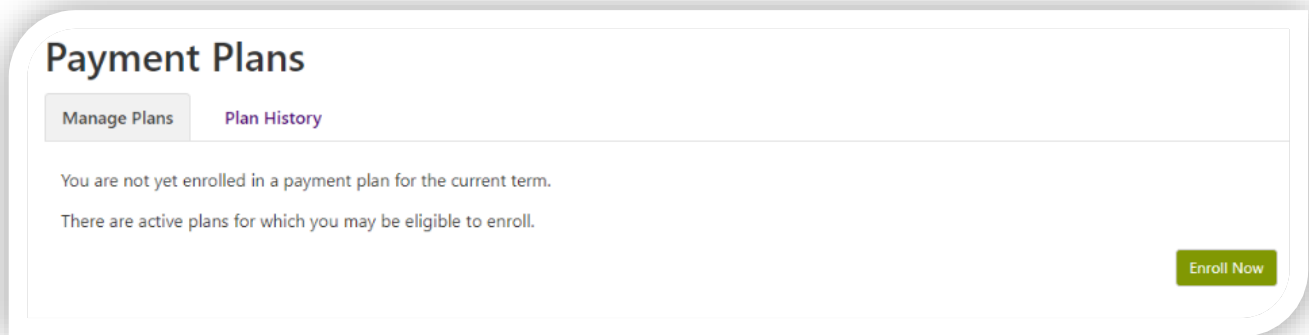 Payment Plans
Manage Plans Plan History
You are not yet enrolled in a payment plan for the current term.
There are active plans for which you may be eligible to enroll.
Enroll Now